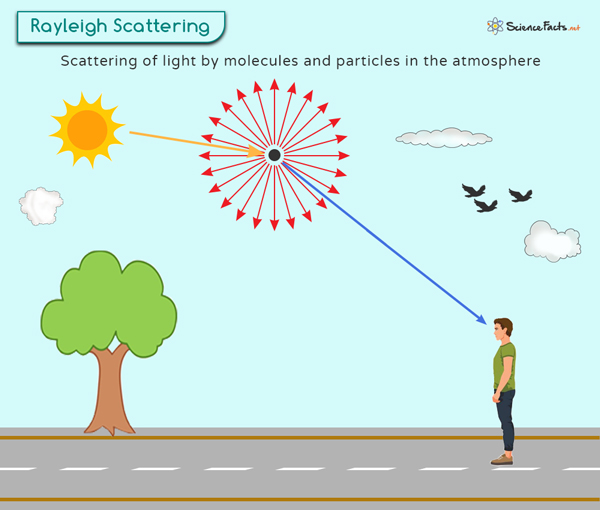 Rayleigh Scattering
ScienceFacts.net
Scattering of light by molecules and particles in the atmosphere